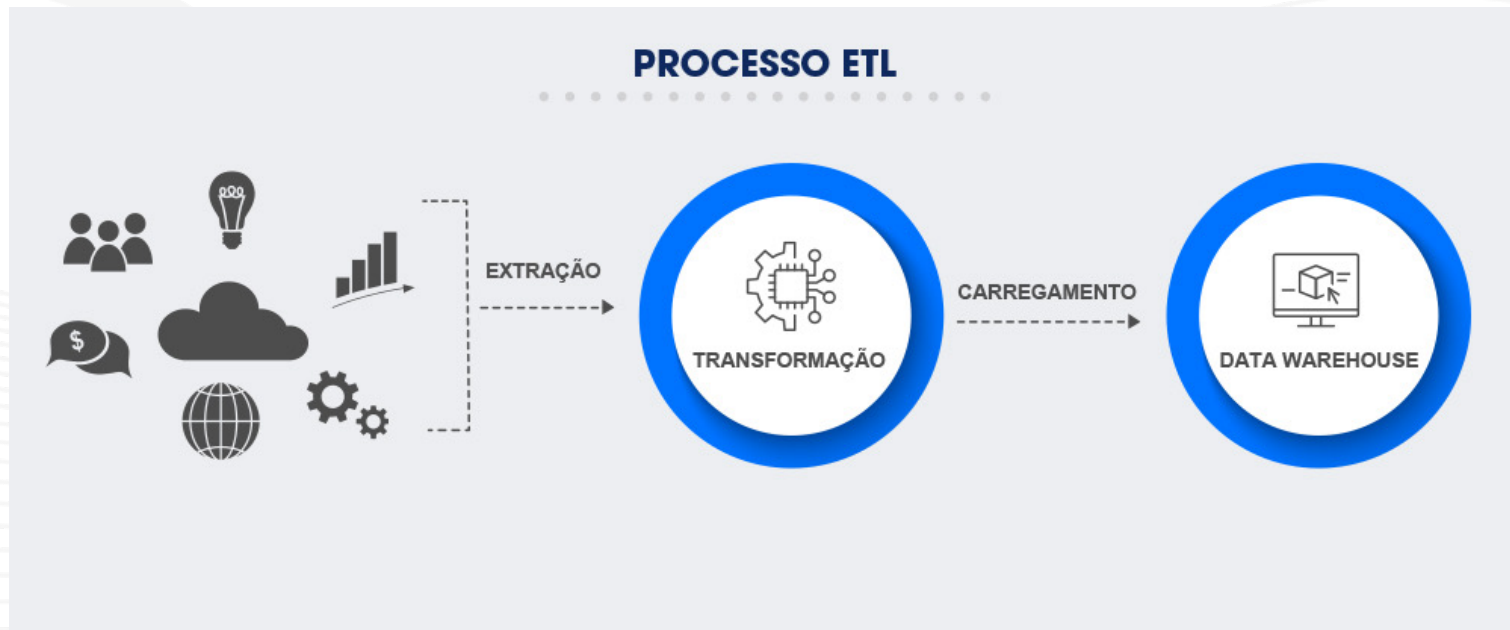 PROCESSO ETL
$
EXTRAÇÃO
TRANSFORMAÇÃO
CARREGAMENTO
DATA WAREHOUSE